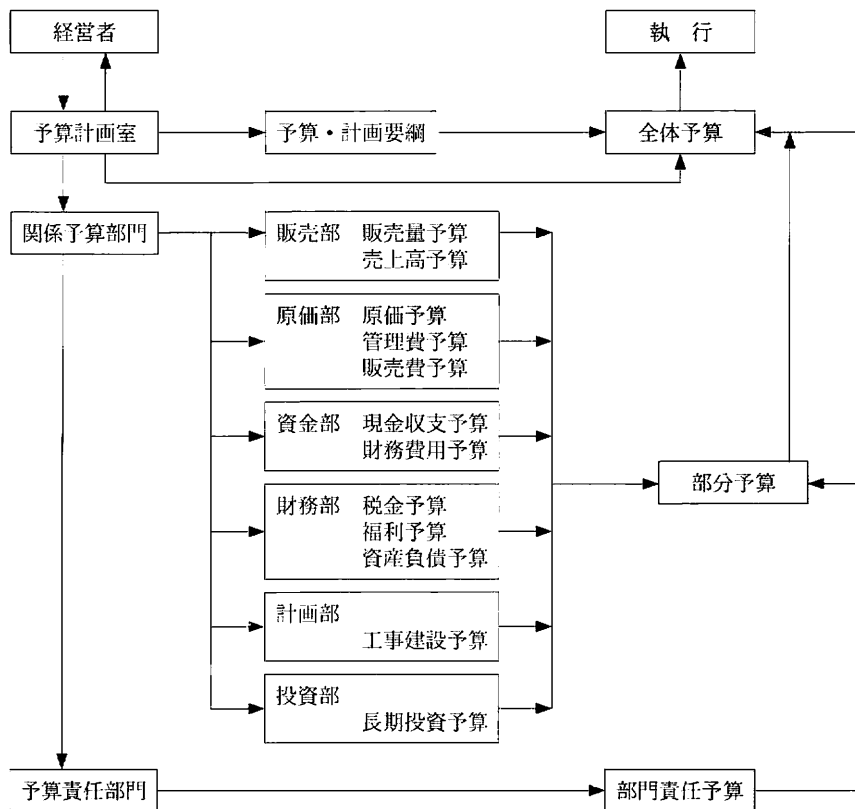 経営者
執 行
予算計画室
予算・計画要綱
全体予算
関係予算部門
販売部 販売量予算
売上高予算
原価部 原価予算
管理費予算
販売費予算
資金部 現金収支予算
財務費用予算
部分予算
財務部 税金予算
福利予算
資産負債予算
計画部
工事建設予算
投資部
長期投資予算
予算責任部門
部門責任予算